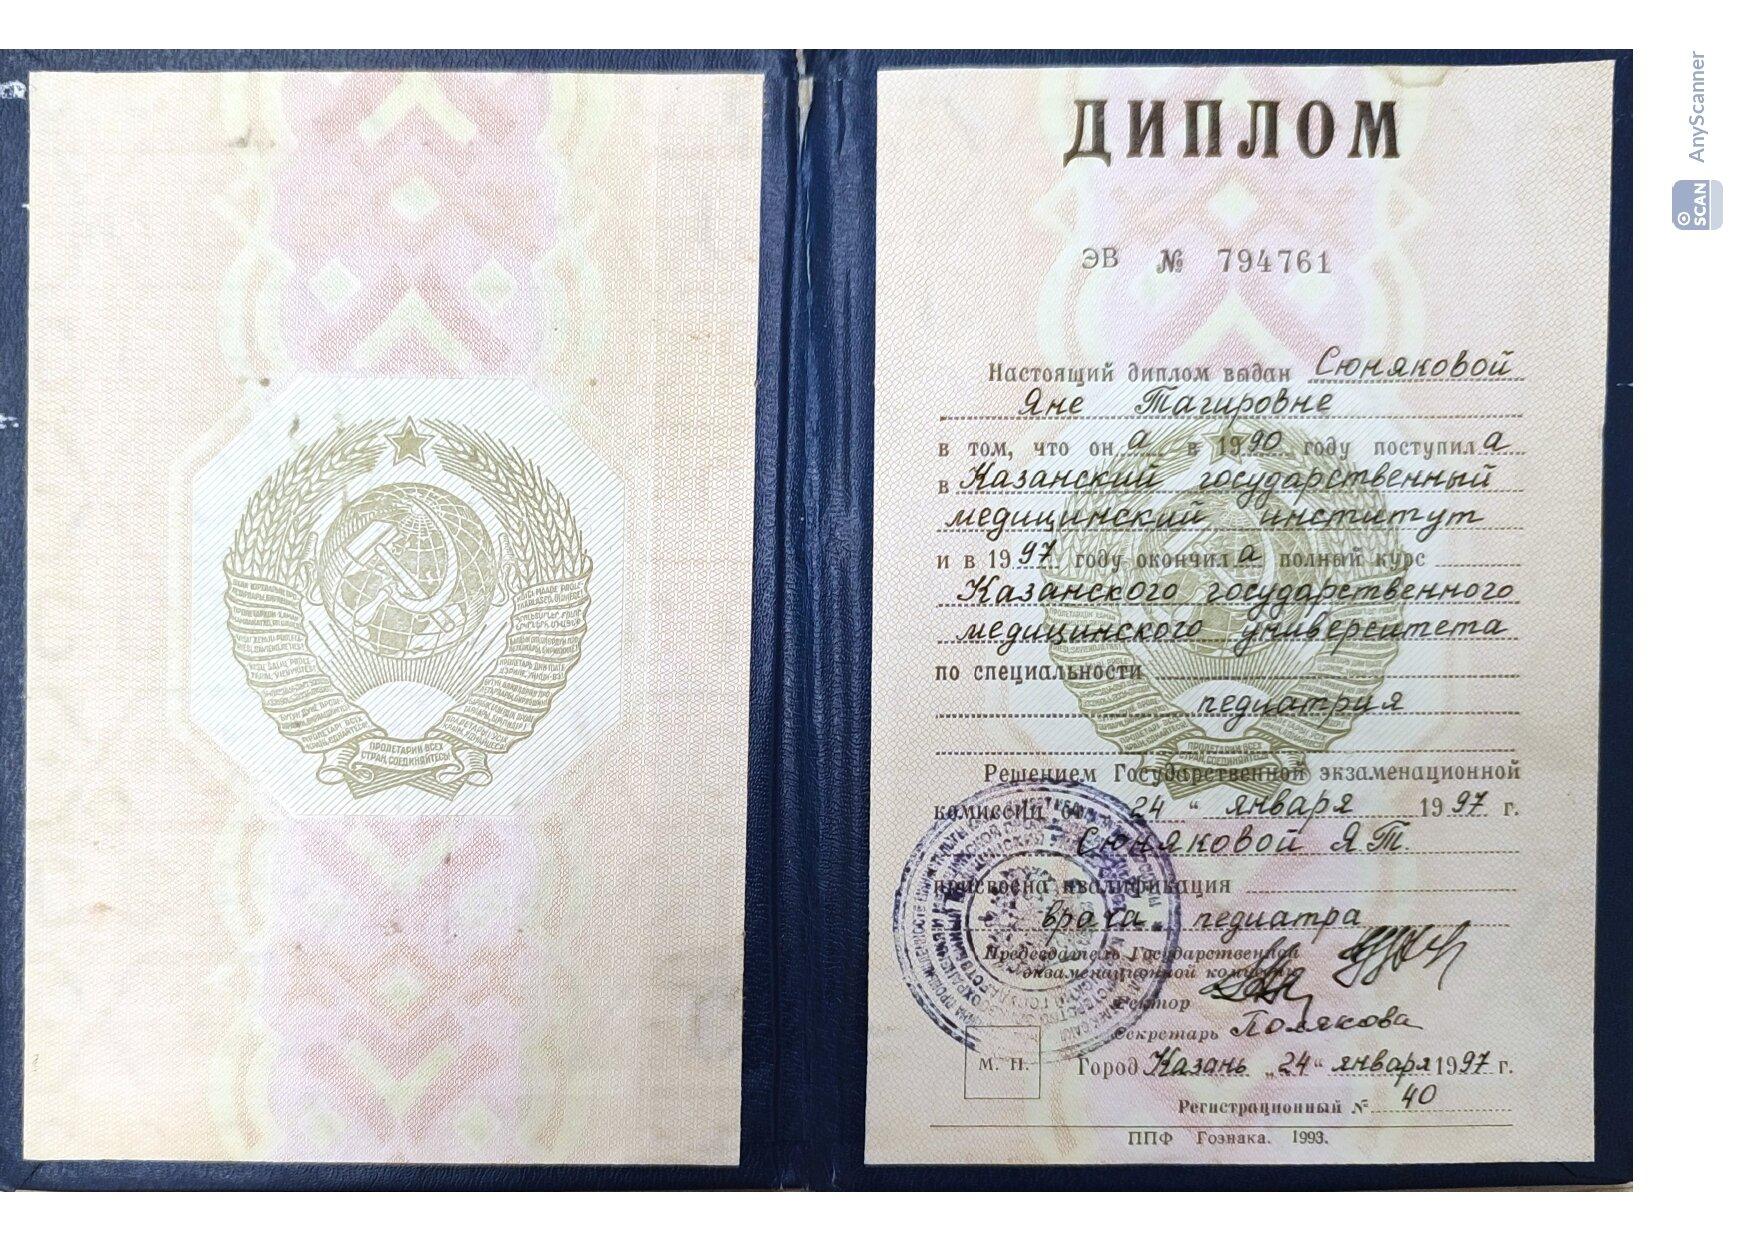 ПРОЛЕТАРИИ ВСЕХ
СТРАН, СОЕДИНЯЙТЕСЬ!
ДИПЛОМ
ЭВ № 794761
Настоящий диплом выдан Сюняковой
Яне Тагировне
в том, что он а в 1990 году поступил а
в Казанский государственный
медицинский институт
и в 1997 году окончил а полный курс
Казанского государственного
медицинского университета
по специальности
педиатрия
Решением Государственной экзаменационной
комиссии от 24 " января 1997 г.
Сюняковой Я.Т.
присвоена квалификация
врача педиатра
Председатель Государственной
экзаменационной комиссии
Ректор
Секретарь Полякова
М. П.
Город Казань „24“ января 1997 г.
Регистрационный № 40
ППФ Гознака. 1993.
SCAN AnyScanner